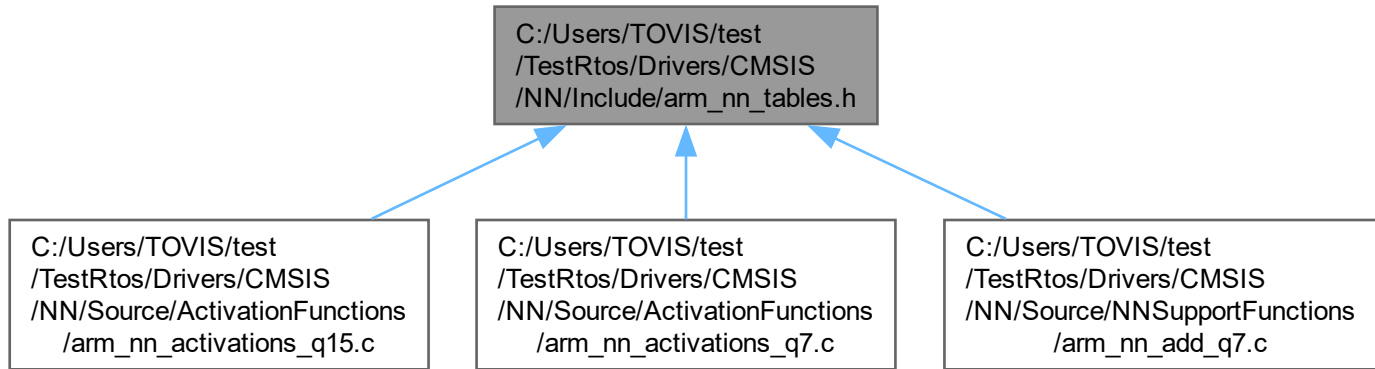 C:/Users/TOVIS/test
/TestRtos/Drivers/CMSIS
/NN/Include/arm_nn_tables.h
C:/Users/TOVIS/test
/TestRtos/Drivers/CMSIS
/NN/Source/ActivationFunctions
/arm_nn_activations_q15.c
C:/Users/TOVIS/test
/TestRtos/Drivers/CMSIS
/NN/Source/ActivationFunctions
/arm_nn_activations_q7.c
C:/Users/TOVIS/test
/TestRtos/Drivers/CMSIS
/NN/Source/NNSupportFunctions
/arm_nn_add_q7.c